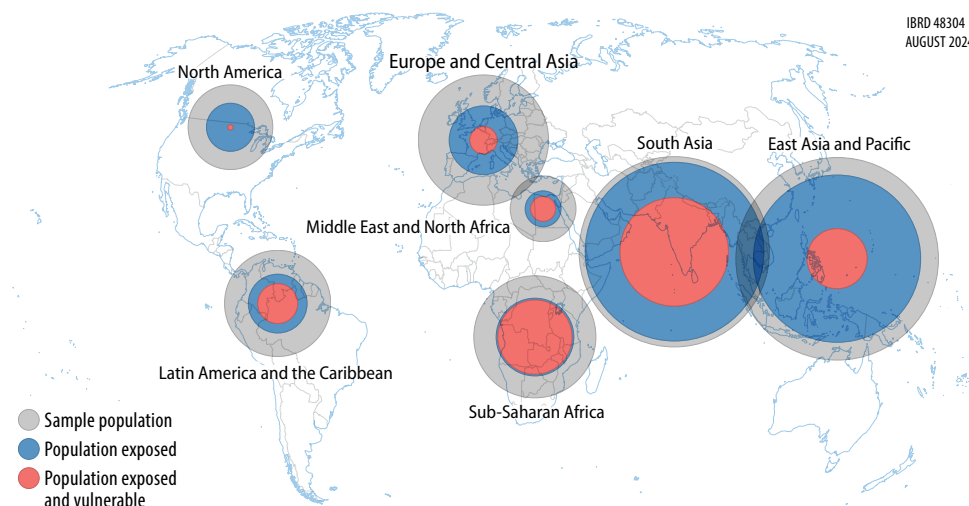 IBRD 48304
AUGUST 2024
North America
Europe and Central Asia
South Asia
East Asia and Pacific
Middle East and North Africa
Latin America and the Caribbean
Sub-Saharan Africa
Sample population
Population exposed
Population exposed
and vulnerable